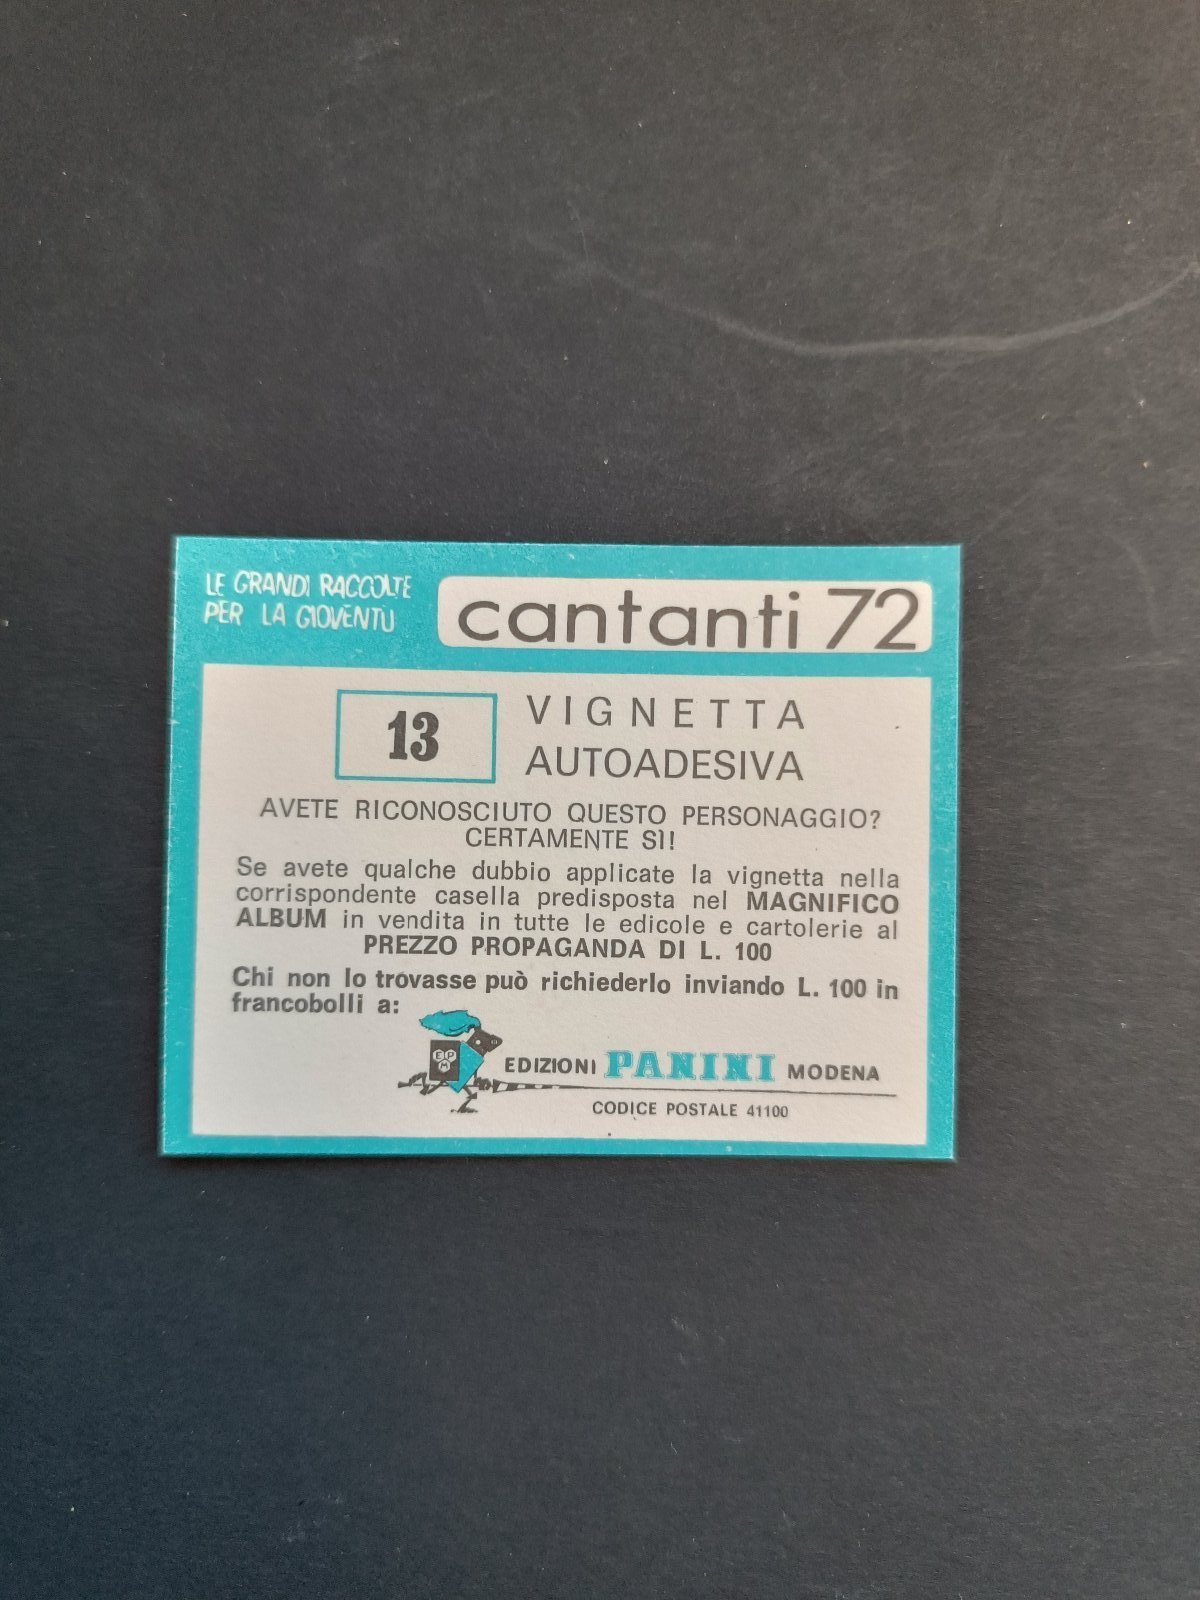 LE GRANDI RACCOLTE
PER LA GIOVENTÙ
cantanti 72
13
VIGNETTA
AUTOADESIVA
AVETE RICONOSCIUTO QUESTO PERSONAGGIO?
CERTAMENTE SÌ!
Se avete qualche dubbio applicate la vignetta nella
corrispondente casella predisposta nel MAGNIFICO
ALBUM in vendita in tutte le edicole e cartolerie al
PREZZO PROPAGANDA DI L. 100
Chi non lo trovasse può richiederlo inviando L. 100 in
francobolli a:
EPM
EDIZIONI PANINI MODENA
CODICE POSTALE 41100